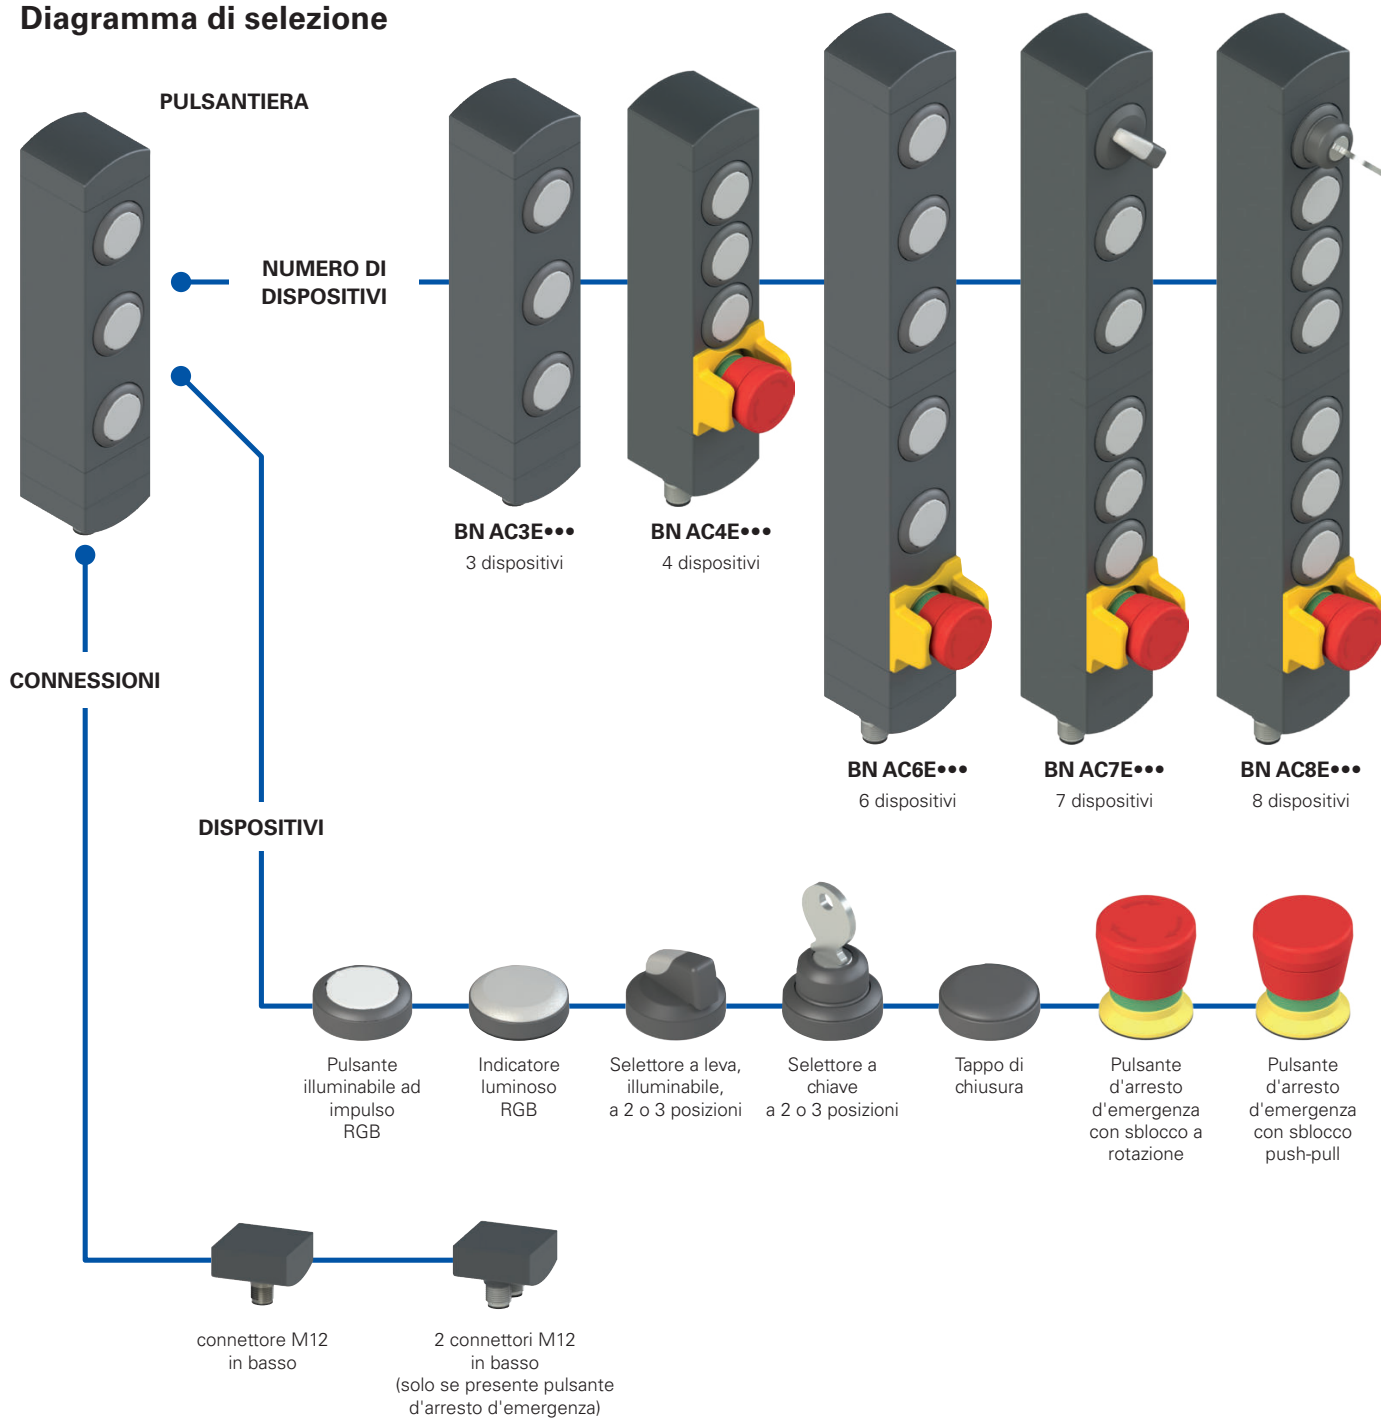 Diagramma di selezione
PULSANTIERA
NUMERO DI
DISPOSITIVI
BN AC3E•••
3 dispositivi
BN AC4E•••
4 dispositivi
BN AC6E•••
6 dispositivi
BN AC7E•••
7 dispositivi
BN AC8E•••
8 dispositivi
CONNESSIONI
DISPOSITIVI
Pulsante
illuminabile ad
impulso
RGB
Indicatore
luminoso
RGB
Selettore a leva,
illuminabile,
a 2 o 3 posizioni
Selettore a
chiave
a 2 o 3 posizioni
Tappo di
chiusura
Pulsante
d'arresto
d'emergenza
con sblocco a
rotazione
Pulsante
d'arresto
d'emergenza
con sblocco
push-pull
connettore M12
in basso
2 connettori M12
in basso
(solo se presente pulsante
d'arresto d'emergenza)